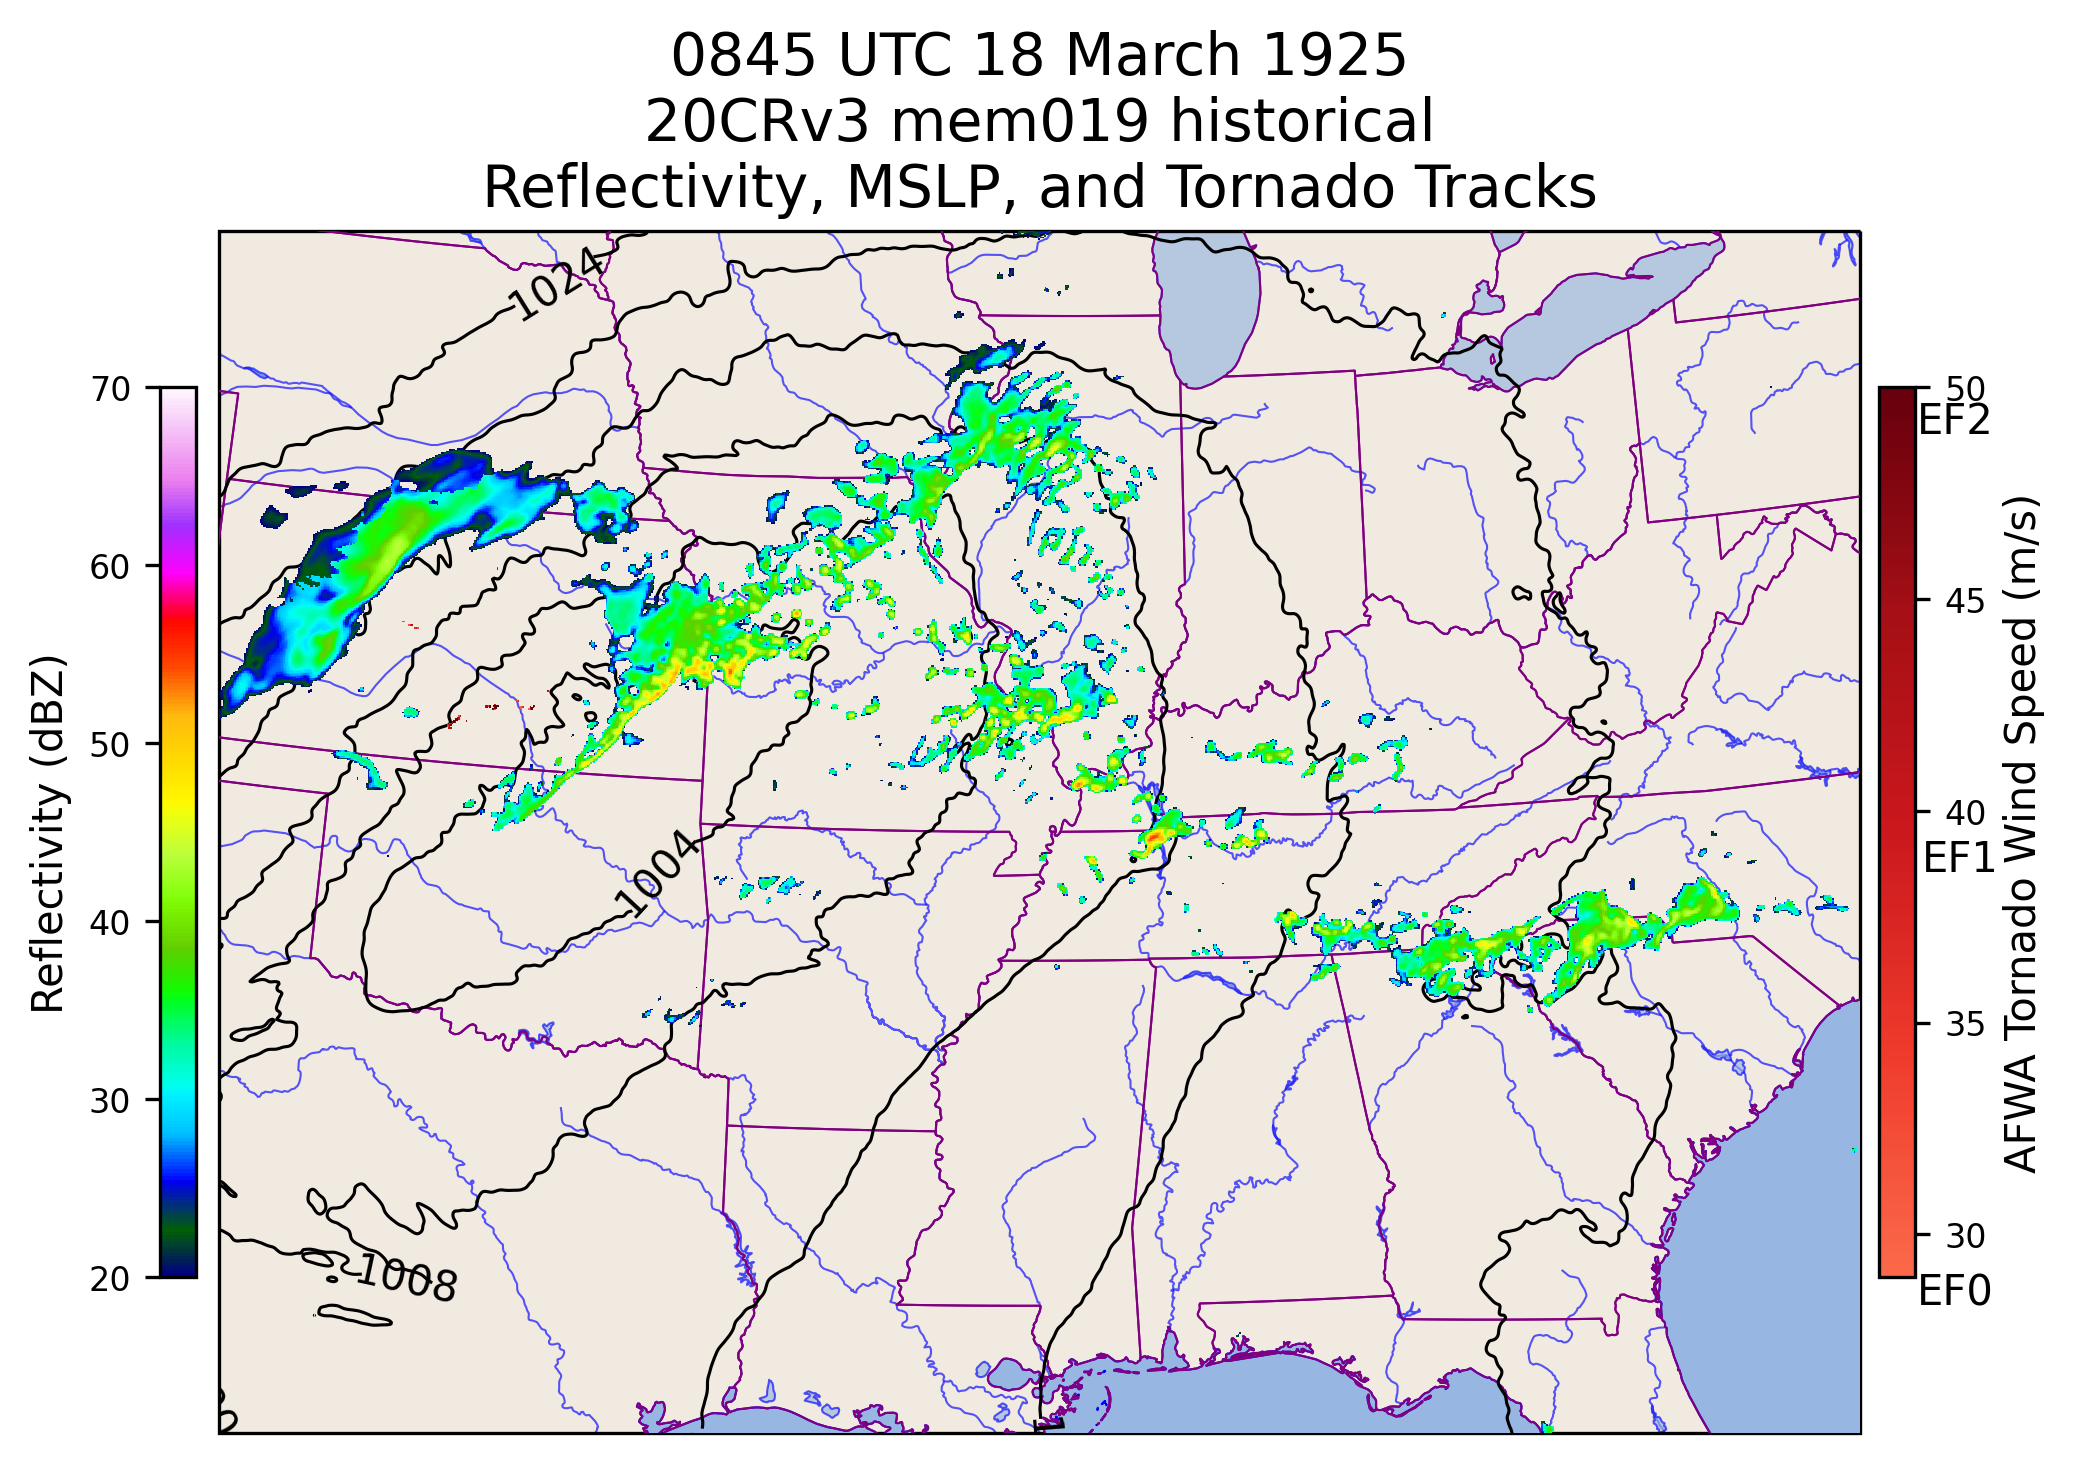 0845 UTC 18 March 1925
20CRv3 mem019 historical
Reflectivity, MSLP, and Tornado Tracks
1024
1004
1008
70
60
50
40
30
20
Reflectivity (dBZ)
50
EF2
45
40
EF1
35
30
EF0
AFWA Tornado Wind Speed (m/s)